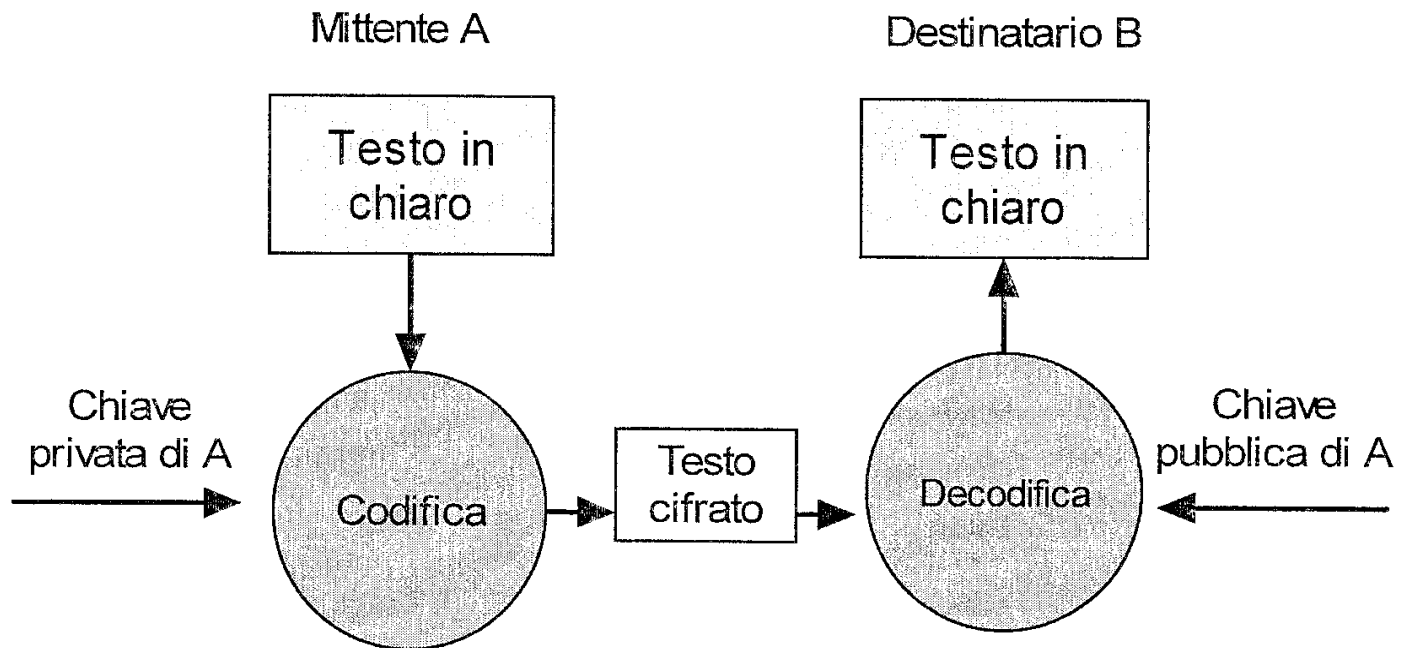 Mittente A
Destinatario B
Testo in
chiaro
Testo in
chiaro
Chiave
privata di A
Codifica
Testo
cifrato
Decodifica
Chiave
pubblica di A